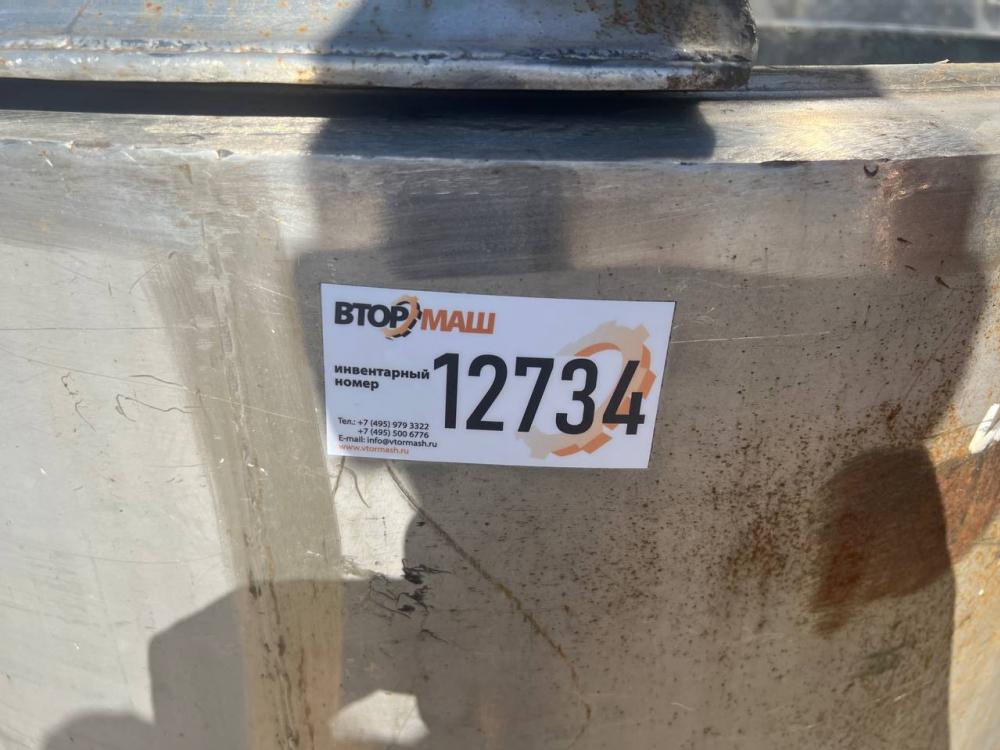 ВТОРМАШ
инвентарный
номер
12734
Тел.: +7 (495) 979 3322
+7 (495) 500 6776
E-mail: info@vtormash.ru
www.vtormash.ru